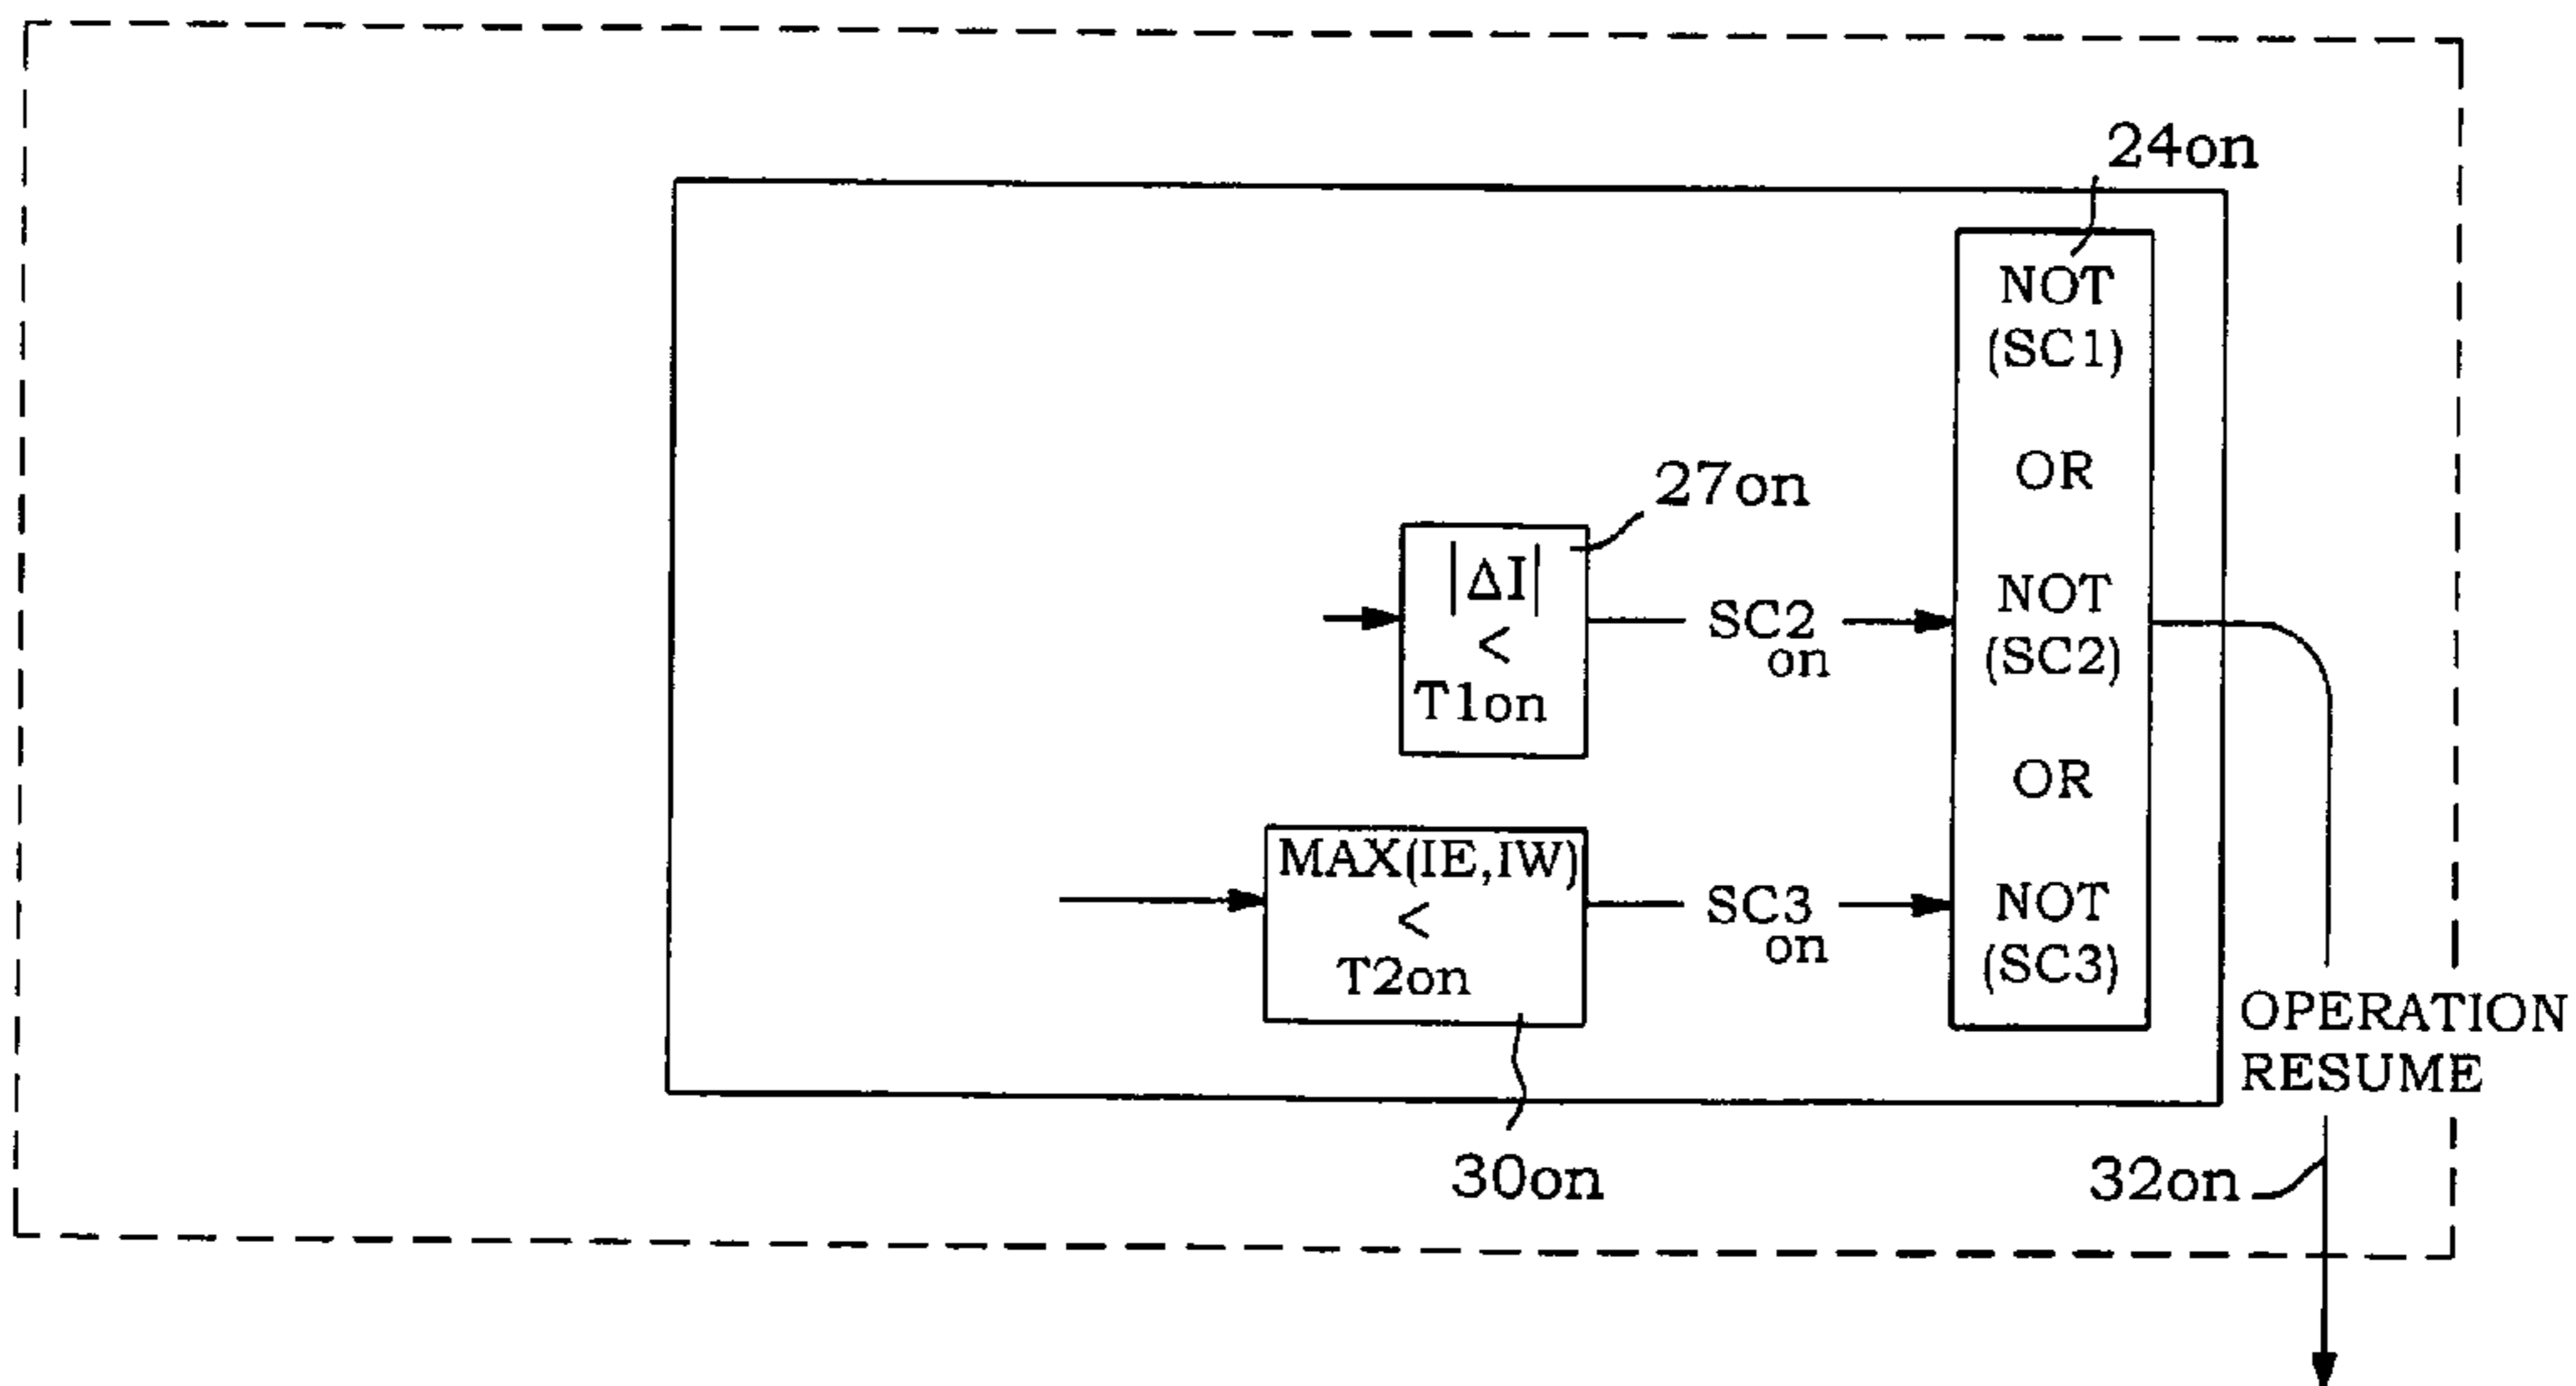 24on
NOT
(SC1)
OR
27on
|ΔI|
<
T1on
SC2
on
NOT
(SC2)
OR
MAX(IE,IW)
<
T2on
SC3
on
NOT
(SC3)
OPERATION
RESUME
30on
32on